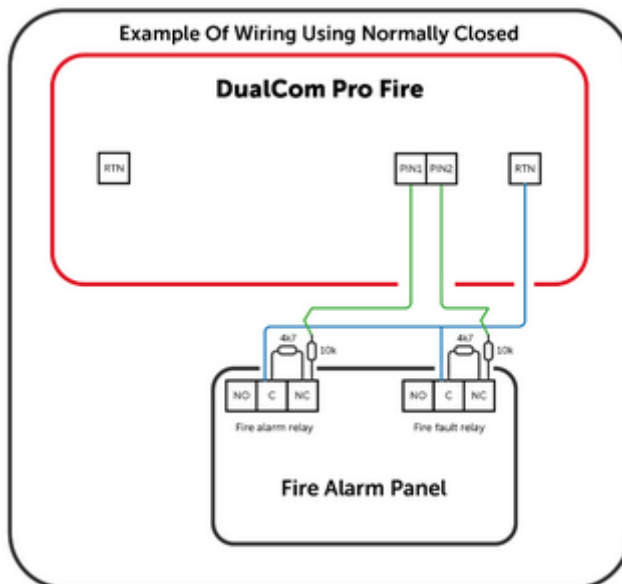 Example Of Wiring Using Normally Closed
DualCom Pro Fire
RTN PIN1 PIN2 RTN
4k7 10k 4k7 10k
NO C NC NO C NC
Fire alarm relay Fire fault relay
Fire Alarm Panel